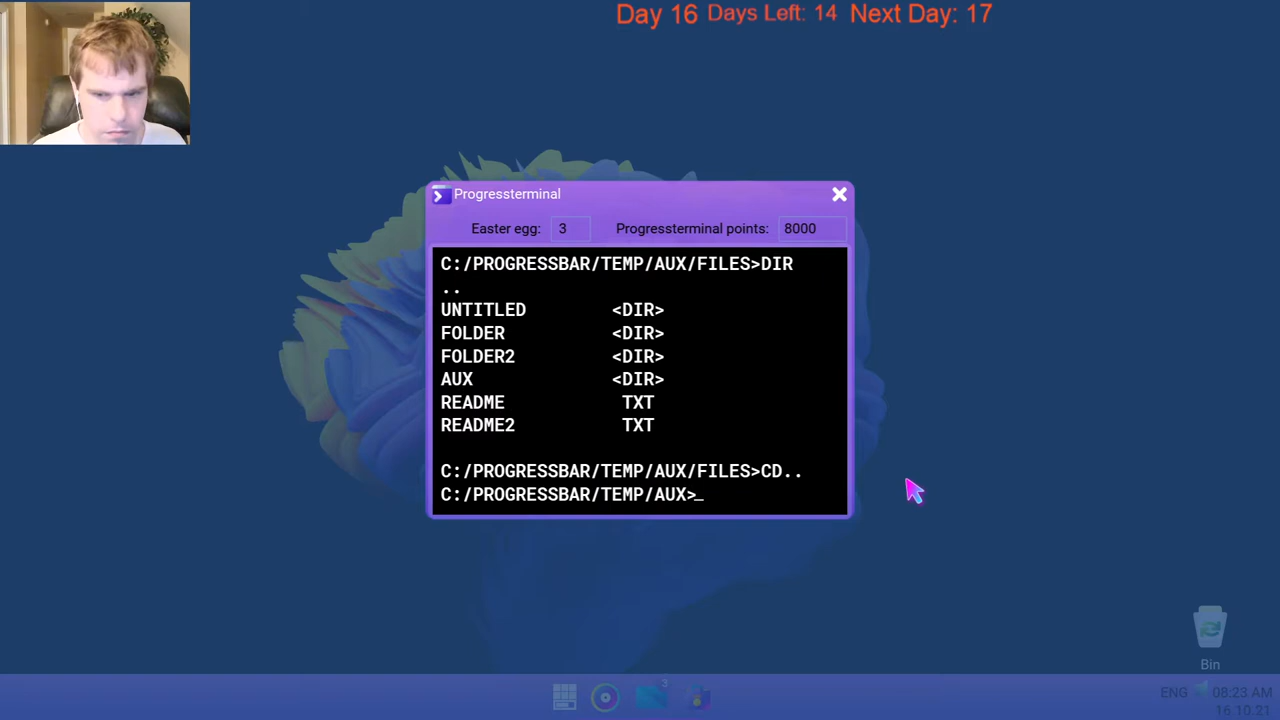 Day 16 Days Left: 14 Next Day: 17
Progressterminal
Easter egg: 3 Progressterminal points: 8000
C:/PROGRESSBAR/TEMP/AUX/FILES>DIR
..
UNTITLED <DIR>
FOLDER <DIR>
FOLDER2 <DIR>
AUX <DIR>
README TXT
README2 TXT
C:/PROGRESSBAR/TEMP/AUX/FILES>CD..
C:/PROGRESSBAR/TEMP/AUX>_
Bin
3
ENG 08:23 AM
16.10.21